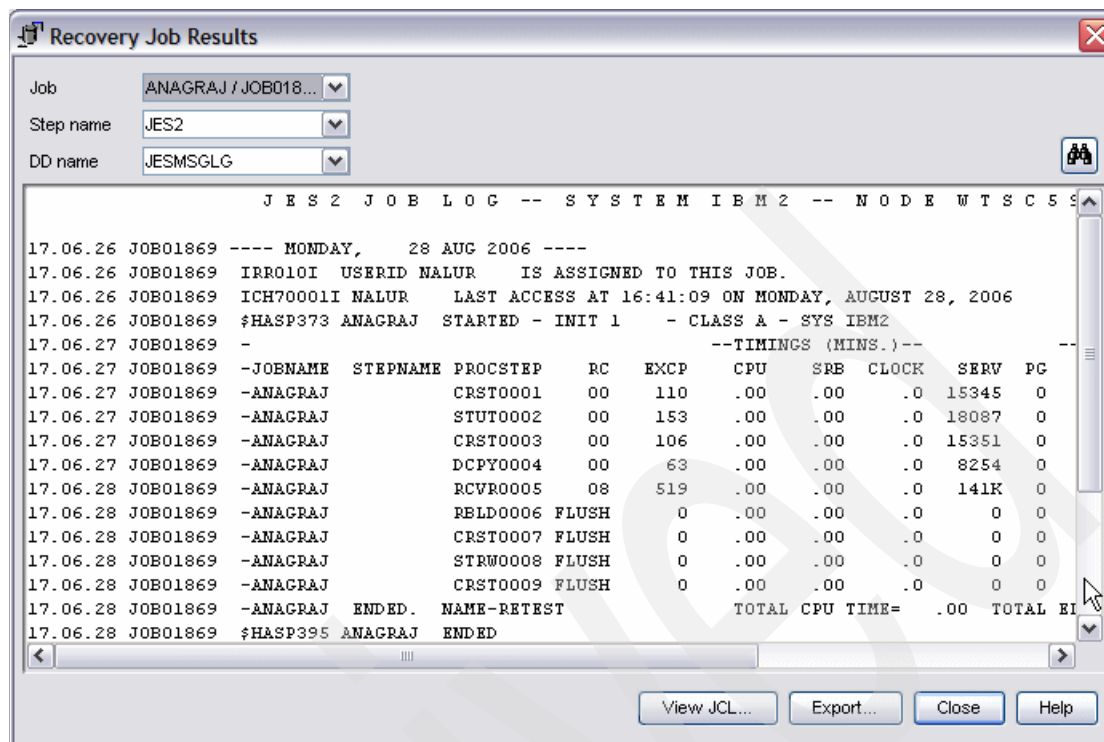 Recovery Job Results
Job ANAGRAJ / JOB018...
Step name JES2
DD name JESMSGLG
J E S 2  J O B  L O G  --  S Y S T E M  I B M 2  --  N O D E  W T S C 5
17.06.26 JOB01869 ---- MONDAY,    28 AUG 2006 ----
17.06.26 JOB01869  IRR010I  USERID NALUR    IS ASSIGNED TO THIS JOB.
17.06.26 JOB01869  ICH70001I NALUR    LAST ACCESS AT 16:41:09 ON MONDAY, AUGUST 28, 2006
17.06.26 JOB01869  $HASP373 ANAGRAJ  STARTED - INIT 1    - CLASS A - SYS IBM2
17.06.27 JOB01869  -                                            --TIMINGS (MINS.)--            --
17.06.27 JOB01869  -JOBNAME  STEPNAME PROCSTEP    RC    EXCP    CPU    SRB  CLOCK    SERV  PG
17.06.27 JOB01869  -ANAGRAJ           CRST0001    00    110    .00    .00    .0  15345    0
17.06.27 JOB01869  -ANAGRAJ           STUT0002    00    153    .00    .00    .0  18087    0
17.06.27 JOB01869  -ANAGRAJ           CRST0003    00    106    .00    .00    .0  15351    0
17.06.27 JOB01869  -ANAGRAJ           DCPY0004    00     63    .00    .00    .0   8254    0
17.06.28 JOB01869  -ANAGRAJ           RCVR0005    08    519    .00    .00    .0   141K    0
17.06.28 JOB01869  -ANAGRAJ           RBLD0006 FLUSH      0    .00    .00    .0      0    0
17.06.28 JOB01869  -ANAGRAJ           CRST0007 FLUSH      0    .00    .00    .0      0    0
17.06.28 JOB01869  -ANAGRAJ           STRW0008 FLUSH      0    .00    .00    .0      0    0
17.06.28 JOB01869  -ANAGRAJ           CRST0009 FLUSH      0    .00    .00    .0      0    0
17.06.28 JOB01869  -ANAGRAJ  ENDED.  NAME-RETEST              TOTAL CPU TIME=   .00  TOTAL
17.06.28 JOB01869  $HASP395 ANAGRAJ  ENDED
View JCL... Export... Close Help